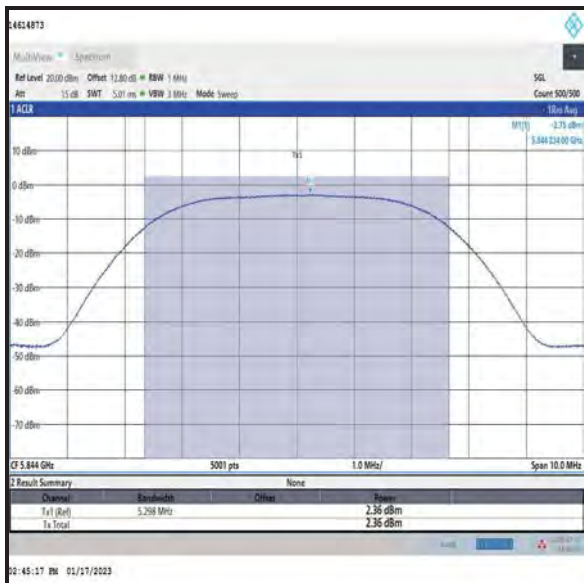 14614873
MultiView Spectrum
Ref Level 20.00 dBm Offset 12.80 dB RBW 1 MHz SGL
Att 15 dB SWT 5.01 ms VBW 3 MHz Mode Sweep Count 500/500
1 ACLR 1Rm Avg
M1[1] -2.75 dBm
5.844 234 00 GHz
Tx1
10 dBm
0 dBm
-10 dBm
-20 dBm
-30 dBm
-40 dBm
-50 dBm
-60 dBm
-70 dBm
CF 5.844 GHz 5001 pts 1.0 MHz/ Span 10.0 MHz
2 Result Summary None
Channel Bandwidth Offset Power
Tx1 (Ref) 5.298 MHz 2.36 dBm
Tx Total 2.36 dBm
02:45:17 PM 01/17/2023